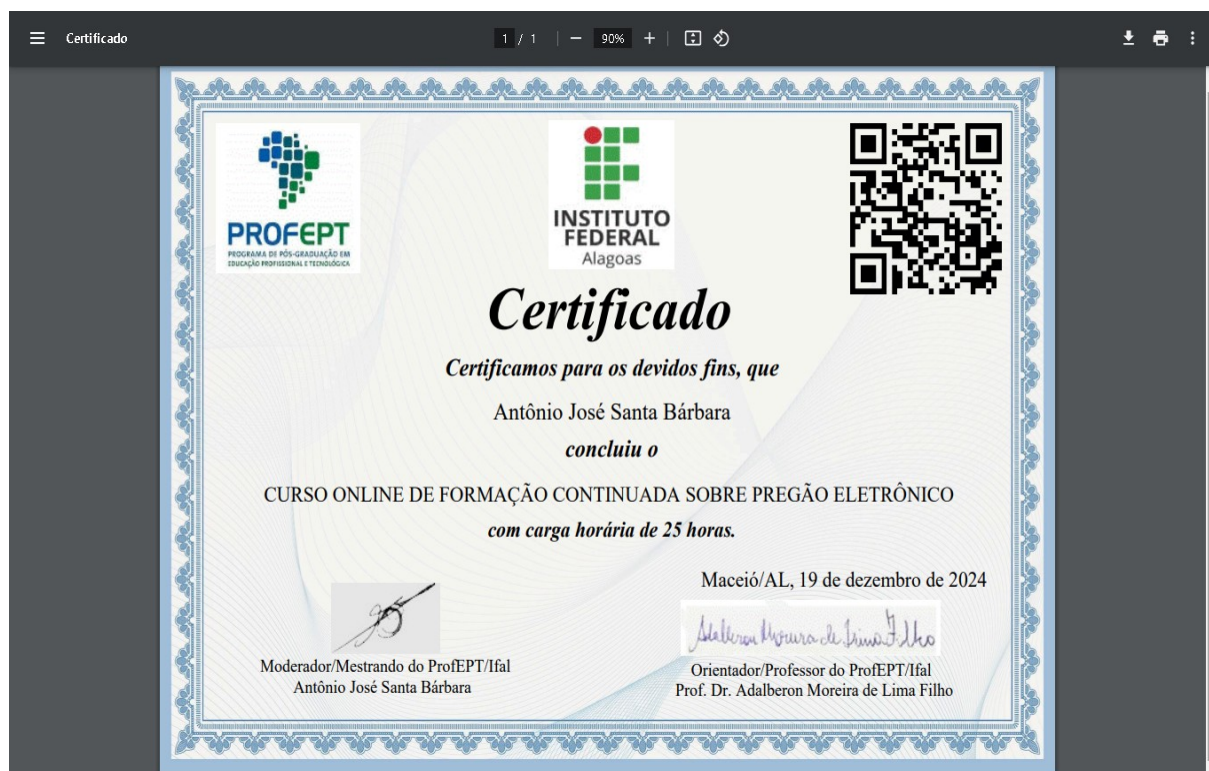 Certificado
1 / 1
90%
PROFEPT
PROGRAMA DE PÓS-GRADUAÇÃO EM
EDUCAÇÃO PROFISSIONAL E TECNOLÓGICA
INSTITUTO
FEDERAL
Alagoas
Certificado
Certificamos para os devidos fins, que
Antônio José Santa Bárbara
concluiu o
CURSO ONLINE DE FORMAÇÃO CONTINUADA SOBRE PREGÃO ELETRÔNICO
com carga horária de 25 horas.
Maceió/AL, 19 de dezembro de 2024
Adalberon Moreira de Lima Filho
Moderador/Mestrando do ProfEPT/Ifal
Antônio José Santa Bárbara
Orientador/Professor do ProfEPT/Ifal
Prof. Dr. Adalberon Moreira de Lima Filho